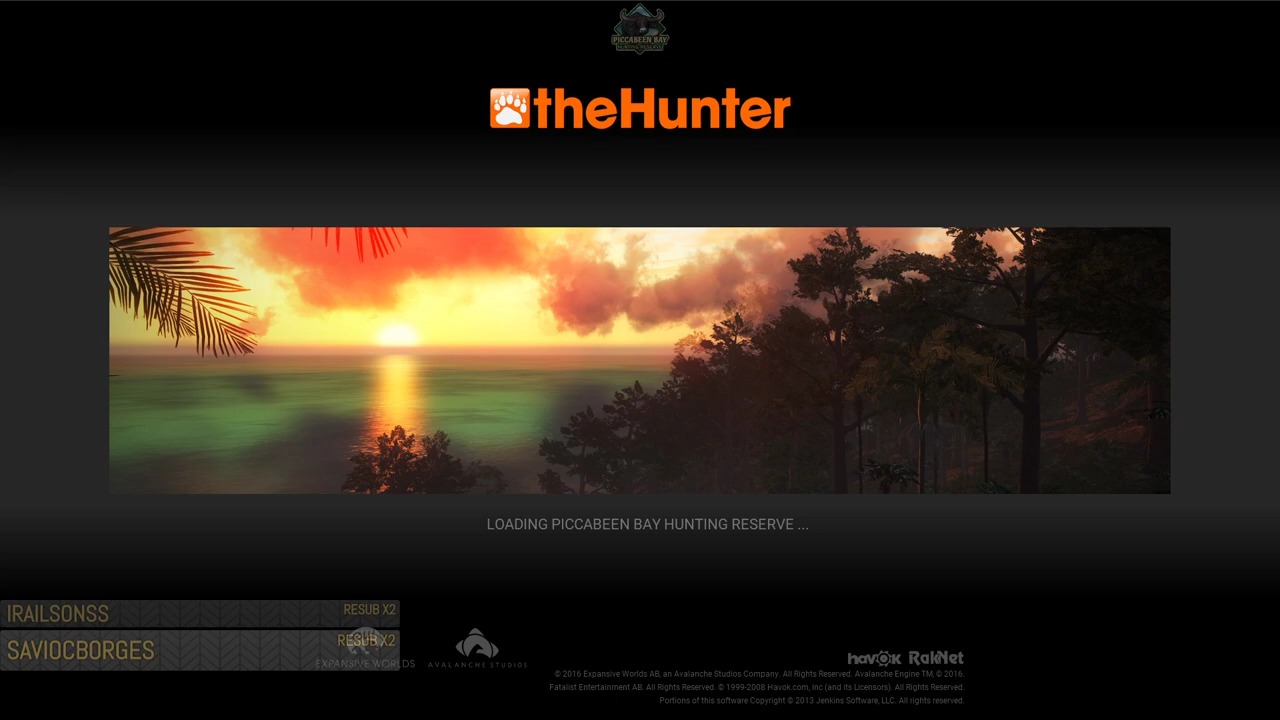 PICCABEEN BAY
HUNTING RESERVE
theHunter
LOADING PICCABEEN BAY HUNTING RESERVE ...
IRAILSONSS RESUB X2
SAVIOCBORGES RESUB X2
EXPANSIVE WORLDS AVALANCHE STUDIOS
havok RakNet
© 2016 Expansive Worlds AB, an Avalanche Studios Company. All Rights Reserved. Avalanche Engine TM, © 2016.
Fatalist Entertainment AB. All Rights Reserved. © 1999-2008 Havok.com, Inc (and its Licensors). All Rights Reserved.
Portions of this software Copyright © 2013 Jenkins Software, LLC. All rights reserved.